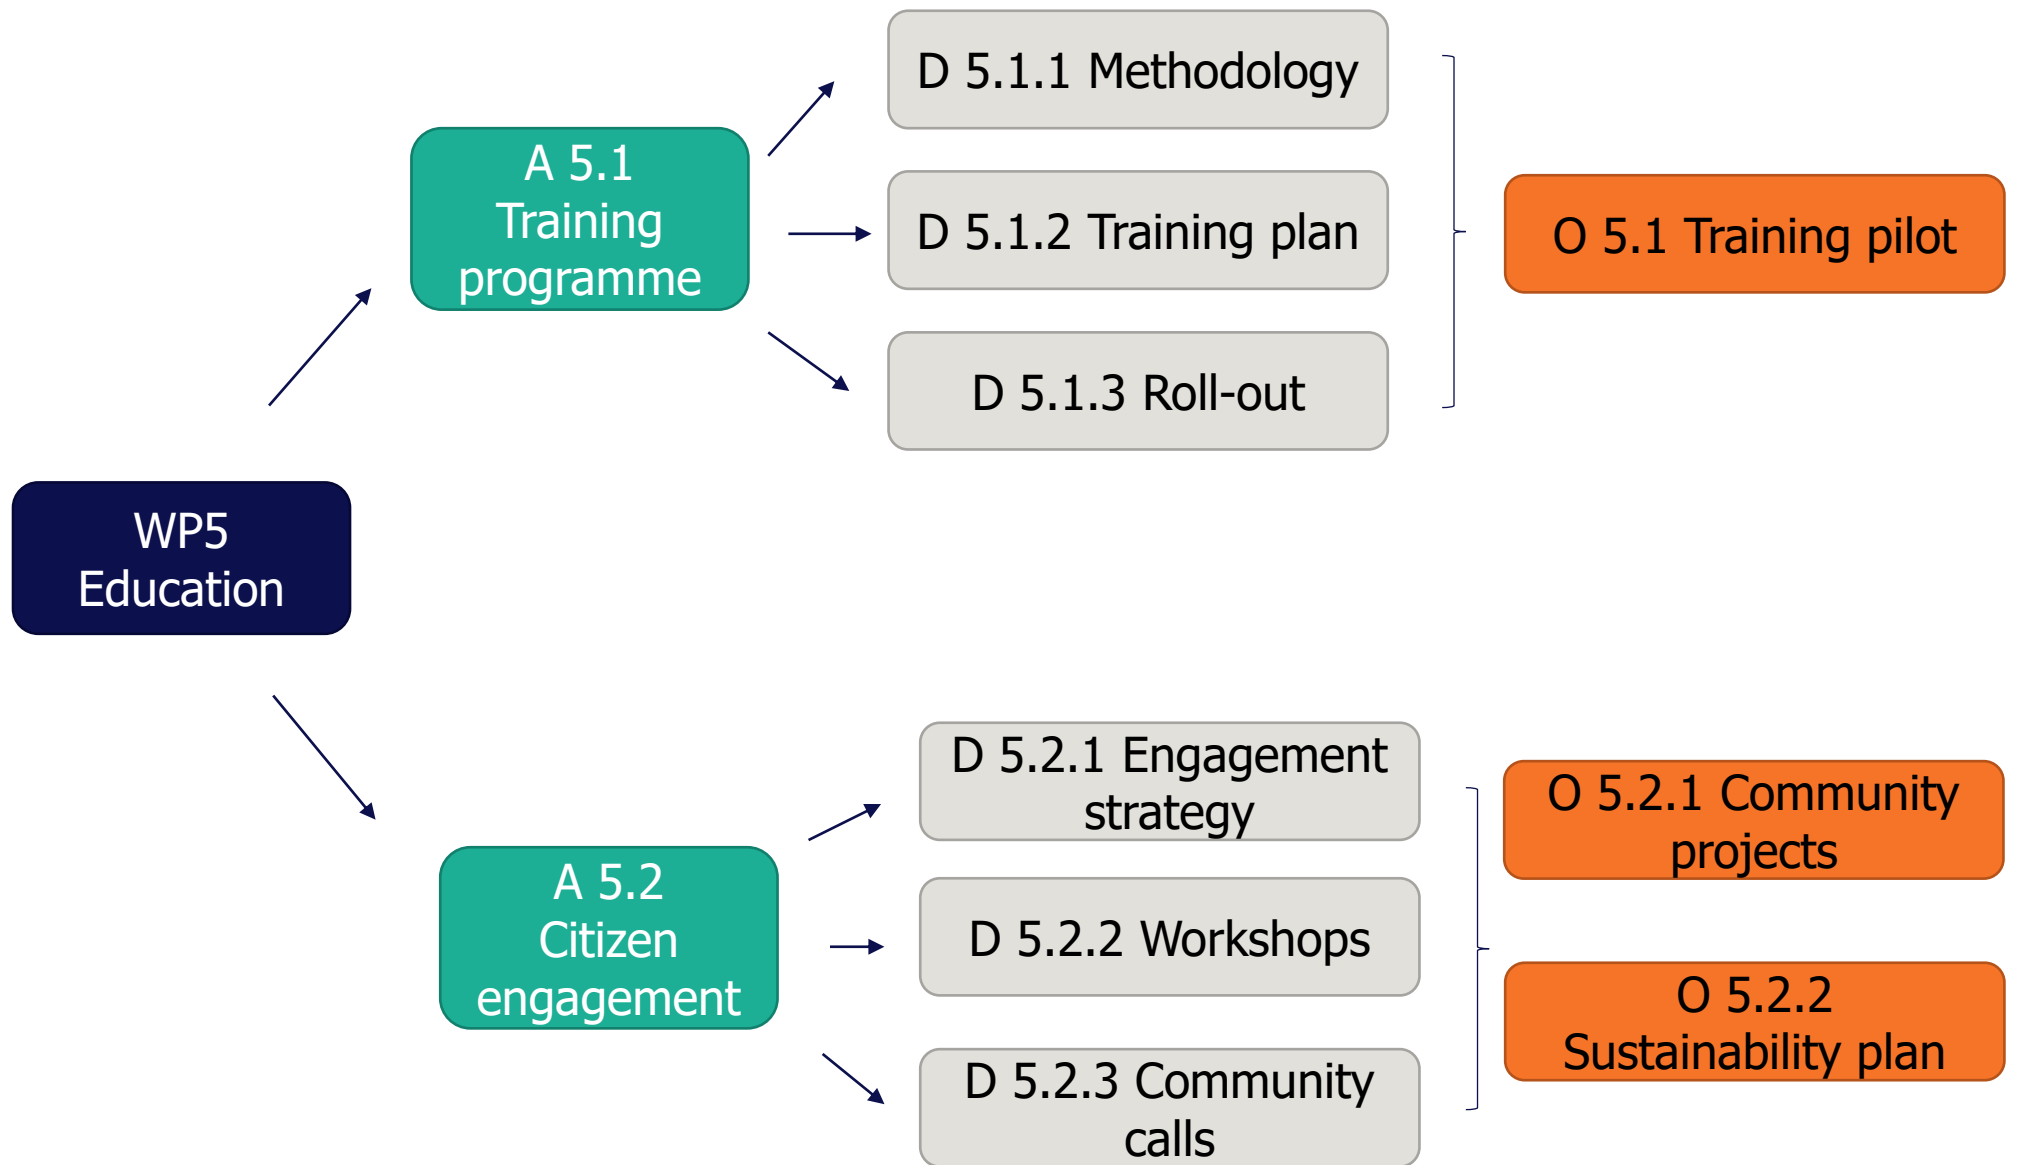 WP5
Education
A 5.1
Training
programme
D 5.1.1 Methodology
D 5.1.2 Training plan
D 5.1.3 Roll-out
O 5.1 Training pilot
A 5.2
Citizen
engagement
D 5.2.1 Engagement
strategy
D 5.2.2 Workshops
D 5.2.3 Community
calls
O 5.2.1 Community
projects
O 5.2.2
Sustainability plan